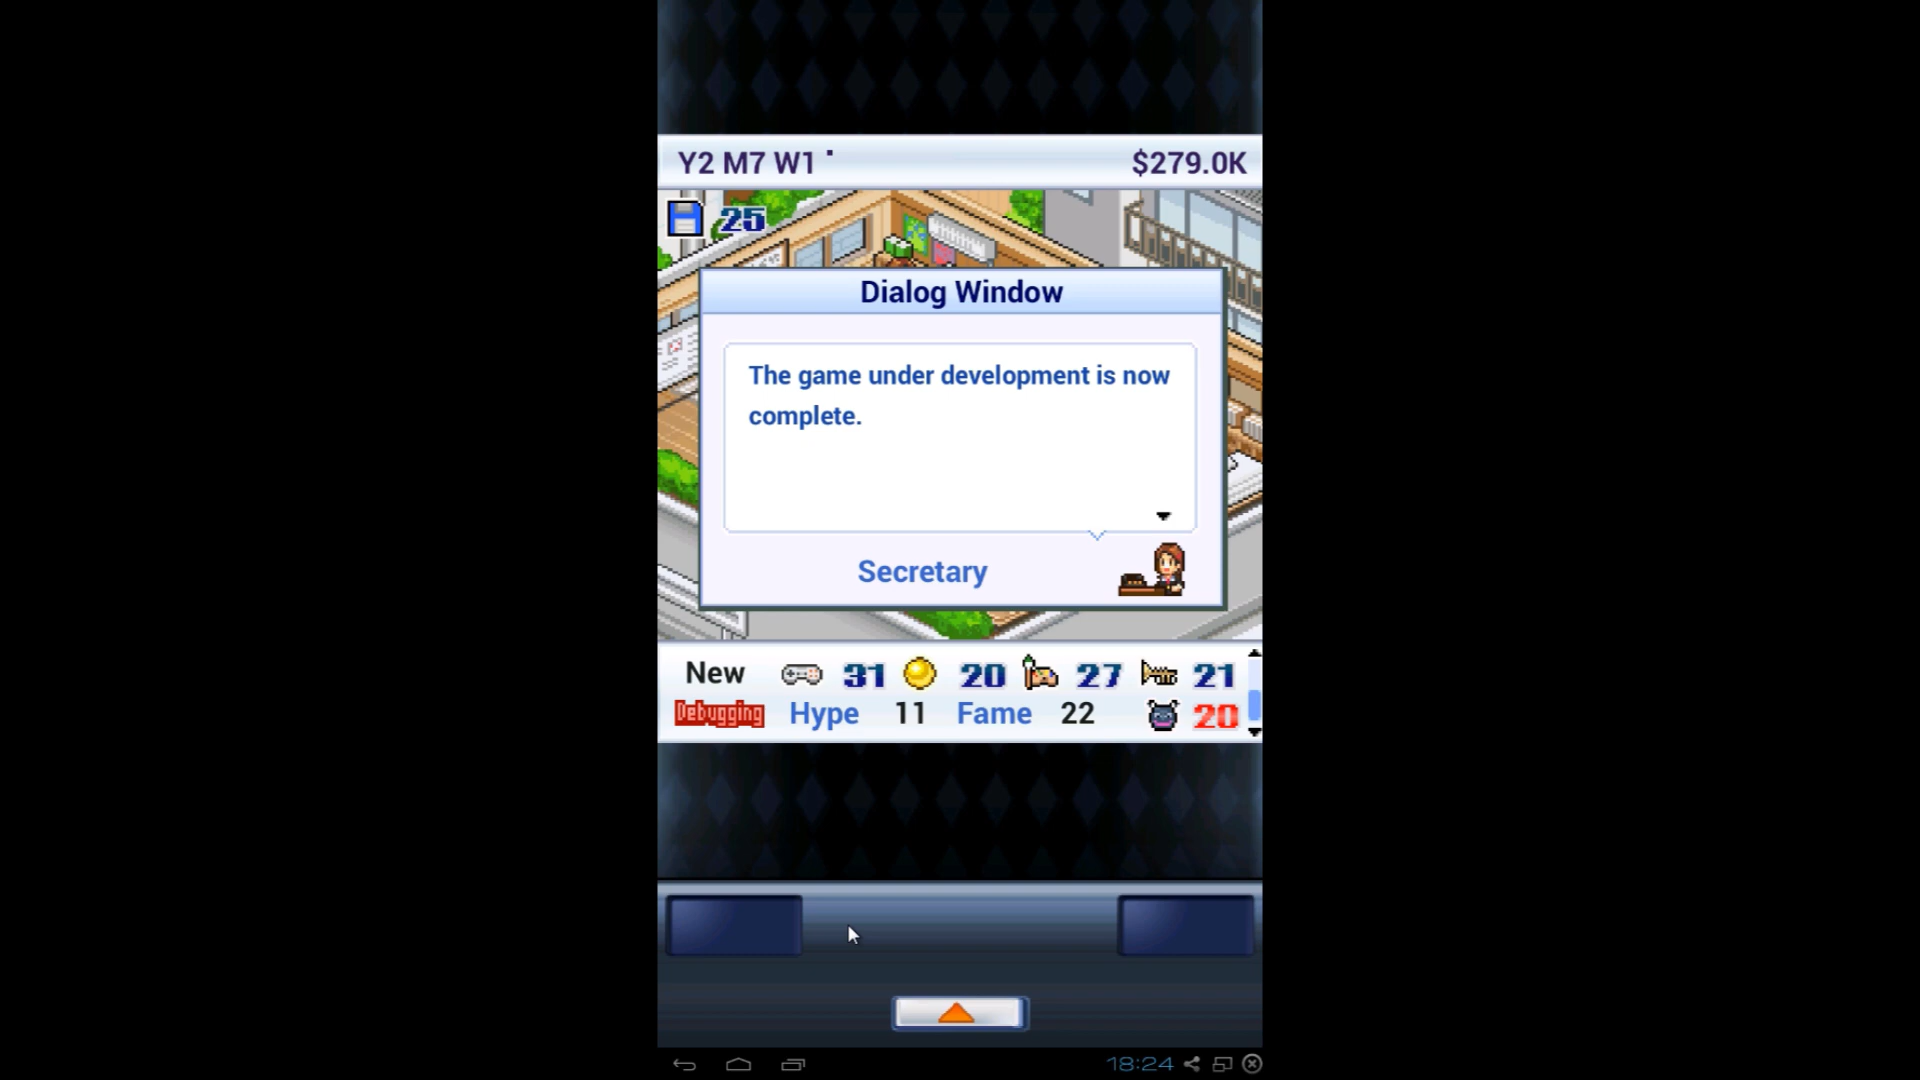 Y2 M7 W1 $279.0K
25
Dialog Window
The game under development is now
complete.
Secretary
New 31 20 27 21
Debugging Hype 11 Fame 22 20
18:24